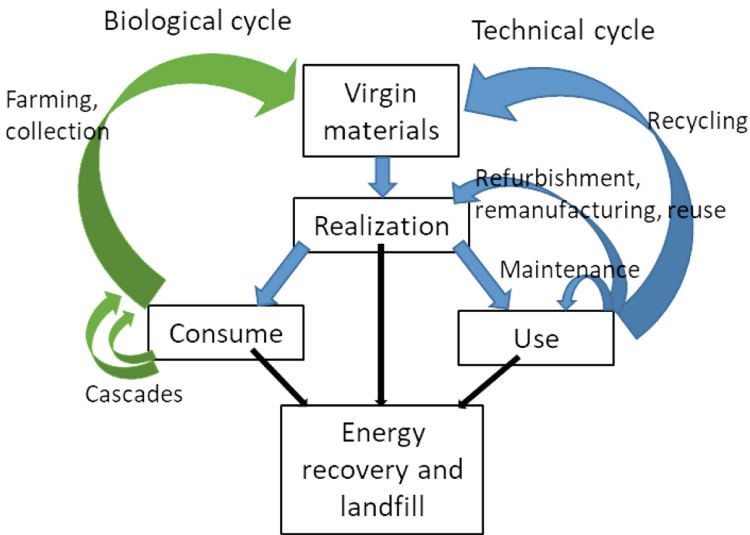 Biological cycle
Technical cycle
Farming,
collection
Virgin
materials
Recycling
Refurbishment,
remanufacturing, reuse
Realization
Maintenance
Consume
Use
Cascades
Energy
recovery and
landfill